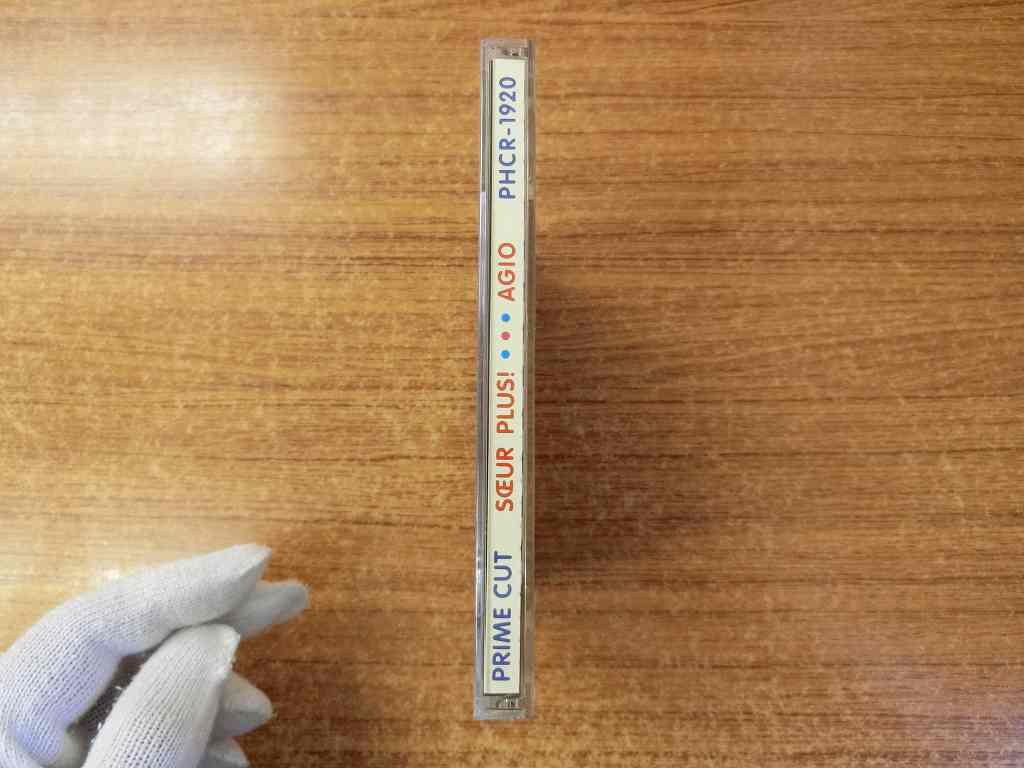 PRIME CUT SŒUR PLUS! • • • AGIO PHCR-1920